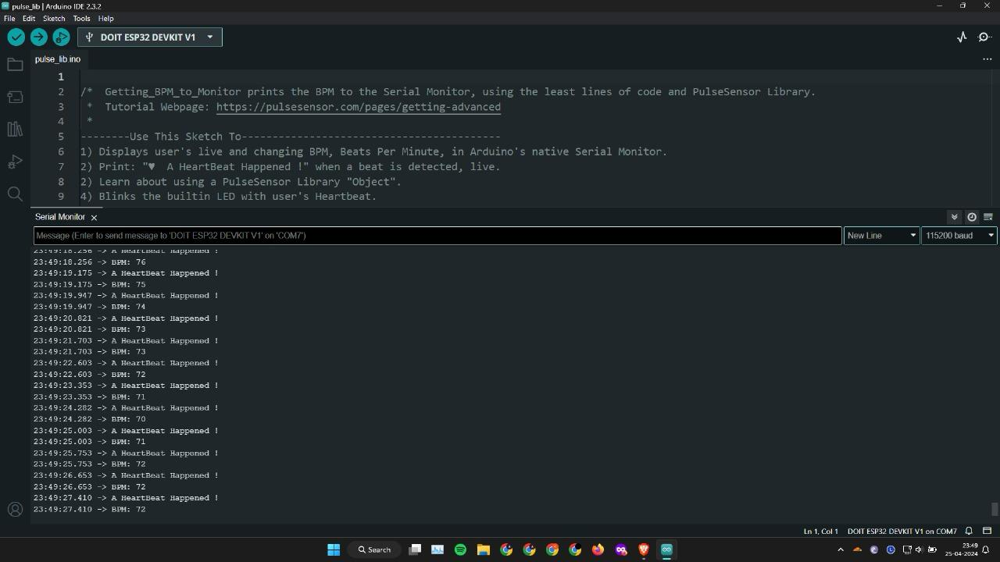 pulse_lib | Arduino IDE 2.3.2
File Edit Sketch Tools Help
DOIT ESP32 DEVKIT V1
pulse_lib.ino
1
2 /* Getting_BPM_to_Monitor prints the BPM to the Serial Monitor, using the least lines of code and PulseSensor Library.
3 * Tutorial Webpage: https://pulsesensor.com/pages/getting-advanced
4 *
5 --------Use This Sketch To------------------------------------------
6 1) Displays user's live and changing BPM, Beats Per Minute, in Arduino's native Serial Monitor.
7 2) Print: "♥ A HeartBeat Happened !" when a beat is detected, live.
8 2) Learn about using a PulseSensor Library "Object".
9 4) Blinks the builtin LED with user's Heartbeat.
Serial Monitor
Message (Enter to send message to 'DOIT ESP32 DEVKIT V1' on 'COM7') New Line 115200 baud
23:49:18.256 -> A HeartBeat Happened !
23:49:18.256 -> BPM: 76
23:49:19.175 -> A HeartBeat Happened !
23:49:19.175 -> BPM: 75
23:49:19.947 -> A HeartBeat Happened !
23:49:19.947 -> BPM: 74
23:49:20.821 -> A HeartBeat Happened !
23:49:20.821 -> BPM: 73
23:49:21.703 -> A HeartBeat Happened !
23:49:21.703 -> BPM: 73
23:49:22.603 -> A HeartBeat Happened !
23:49:22.603 -> BPM: 72
23:49:23.353 -> A HeartBeat Happened !
23:49:23.353 -> BPM: 71
23:49:24.282 -> A HeartBeat Happened !
23:49:24.282 -> BPM: 70
23:49:25.003 -> A HeartBeat Happened !
23:49:25.003 -> BPM: 71
23:49:25.753 -> A HeartBeat Happened !
23:49:25.753 -> BPM: 72
23:49:26.653 -> A HeartBeat Happened !
23:49:26.653 -> BPM: 72
23:49:27.410 -> A HeartBeat Happened !
23:49:27.410 -> BPM: 72
Ln 1, Col 1 DOIT ESP32 DEVKIT V1 on COM7
Search
23:49
25-04-2024